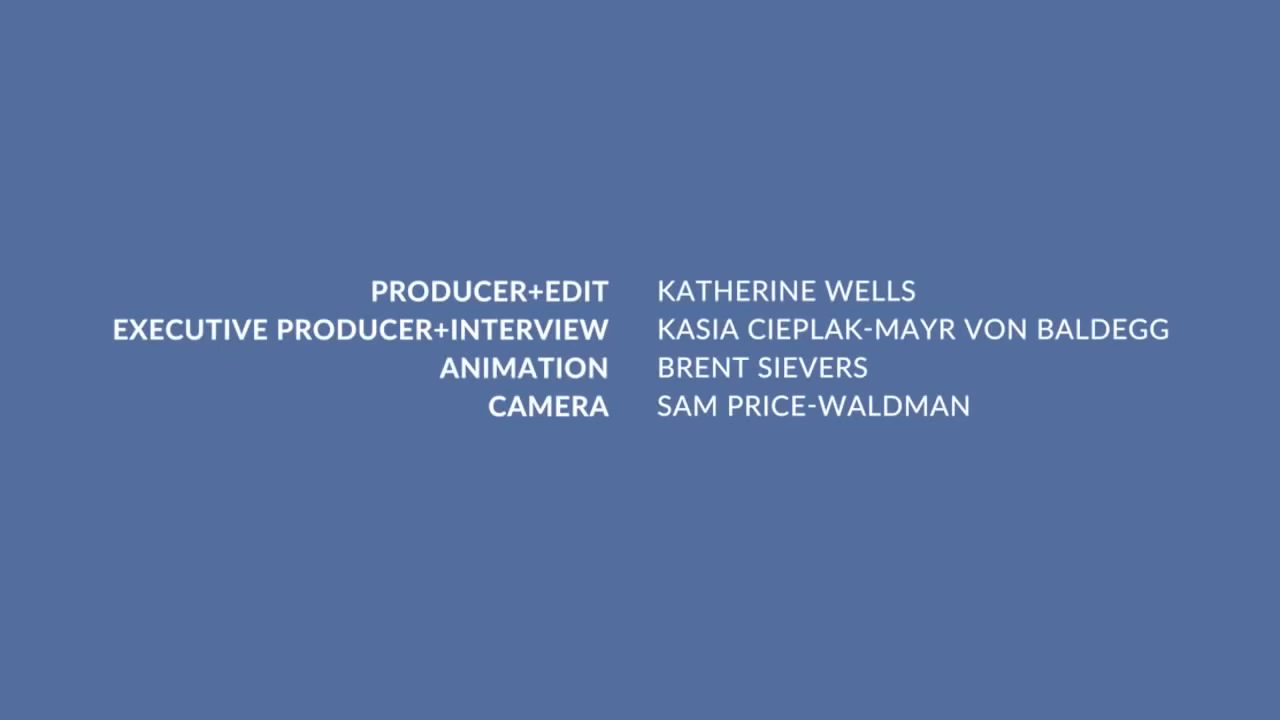 PRODUCER+EDIT KATHERINE WELLS
EXECUTIVE PRODUCER+INTERVIEW KASIA CIEPLAK-MAYR VON BALDEGG
ANIMATION BRENT SIEVERS
CAMERA SAM PRICE-WALDMAN